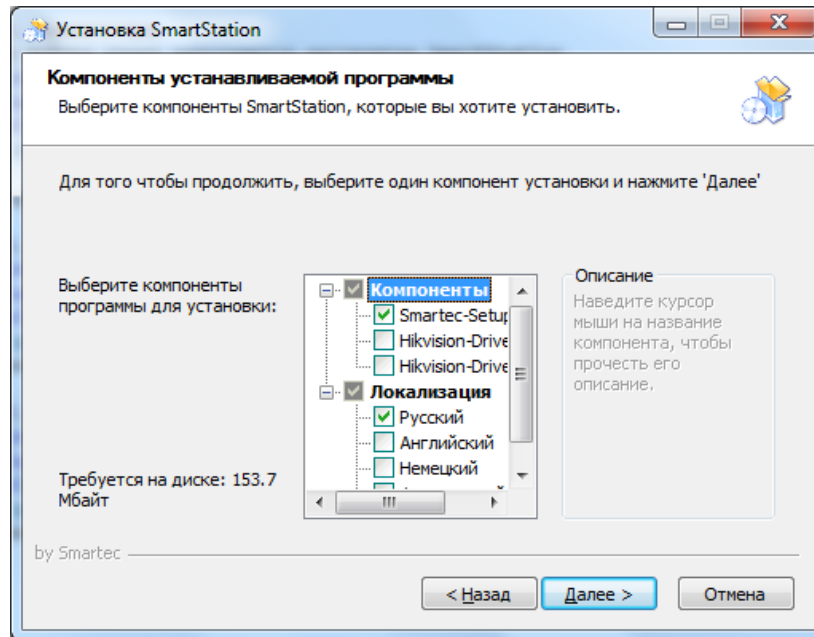 Установка SmartStation
Компоненты устанавливаемой программы
Выберите компоненты SmartStation, которые вы хотите установить.
Для того чтобы продолжить, выберите один компонент установки и нажмите 'Далее'
Выберите компоненты
программы для установки:
Компоненты
Smartec-Setup
Hikvision-Drive
Hikvision-Drive
Локализация
Русский
Английский
Немецкий
Описание
Наведите курсор
мыши на название
компонента, чтобы
прочесть его
описание.
Требуется на диске: 153.7
Мбайт
by Smartec
< Назад
Далее >
Отмена